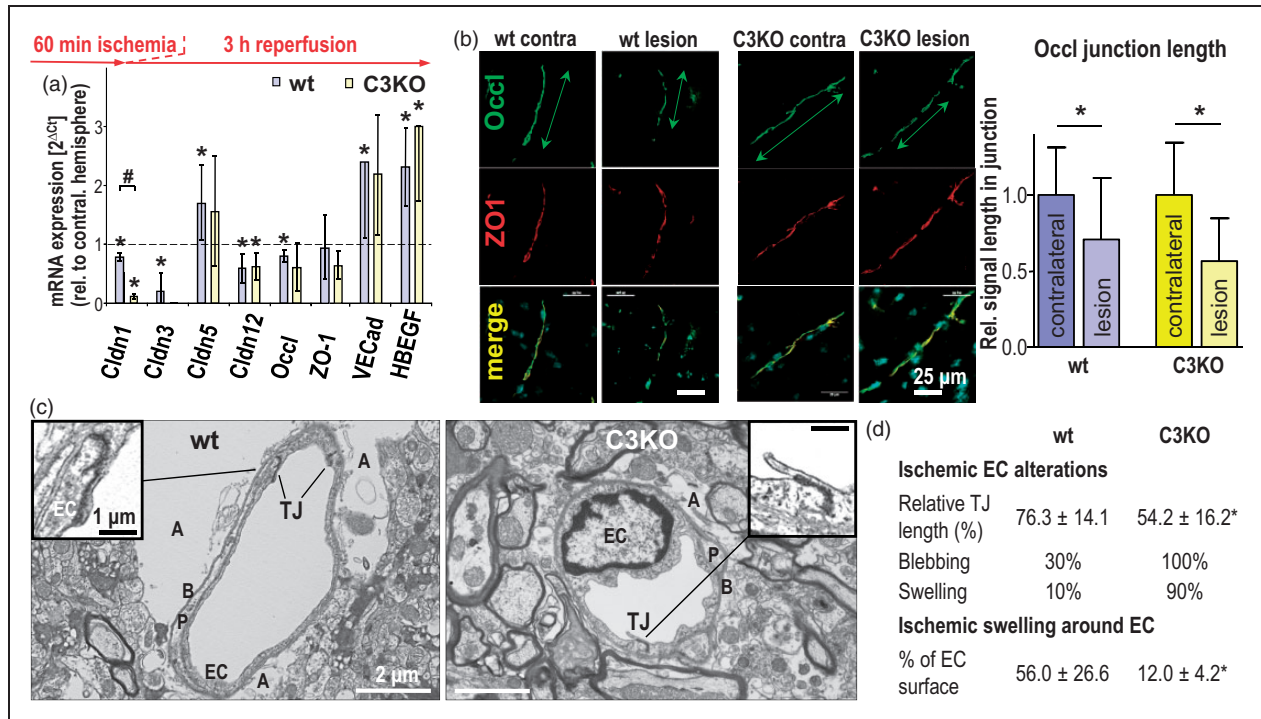 60 min ischemia
3 h reperfusion
(a)
wt
C3KO
mRNA expression [2^ΔCt]
(rel. to contral. hemisphere)
3
2
1
0
#
*
*
*
*
*
*
*
*
*
*
Cldn1
Cldn3
Cldn5
Cldn12
Occl
ZO-1
VECad
HBEGF
(b)
wt contra
wt lesion
C3KO contra
C3KO lesion
Occl
ZO1
merge
25 µm
Occl junction length
Rel. signal length in junction
1.0
0.5
0.0
*
*
contralateral
lesion
contralateral
lesion
wt
C3KO
(c)
wt
EC
1 µm
A
A
TJ
B
P
EC
A
2 µm
C3KO
A
EC
P
B
TJ
(d)
wt C3KO
Ischemic EC alterations
Relative TJ
length (%) 76.3 ± 14.1 54.2 ± 16.2*
Blebbing 30% 100%
Swelling 10% 90%
Ischemic swelling around EC
% of EC
surface 56.0 ± 26.6 12.0 ± 4.2*